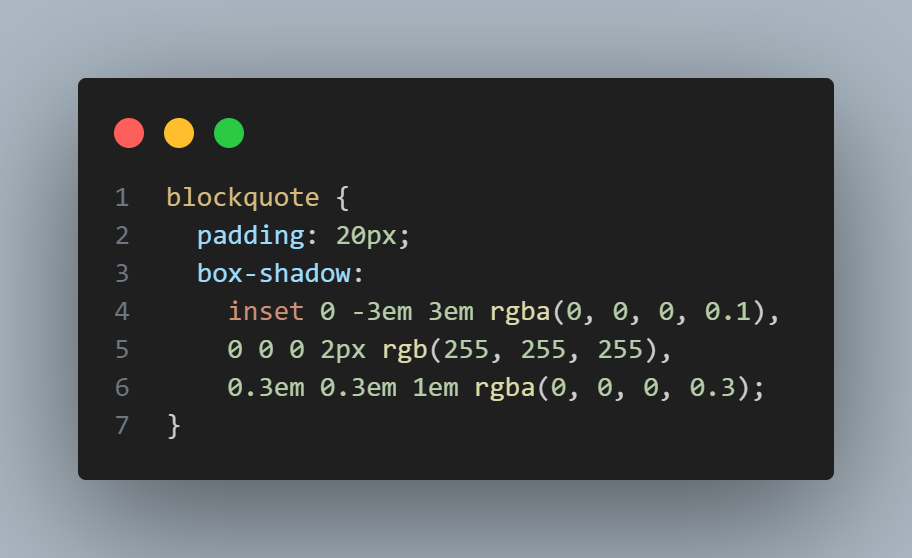 1 blockquote {
2   padding: 20px;
3   box-shadow:
4     inset 0 -3em 3em rgba(0, 0, 0, 0.1),
5     0 0 0 2px rgb(255, 255, 255),
6     0.3em 0.3em 1em rgba(0, 0, 0, 0.3);
7 }